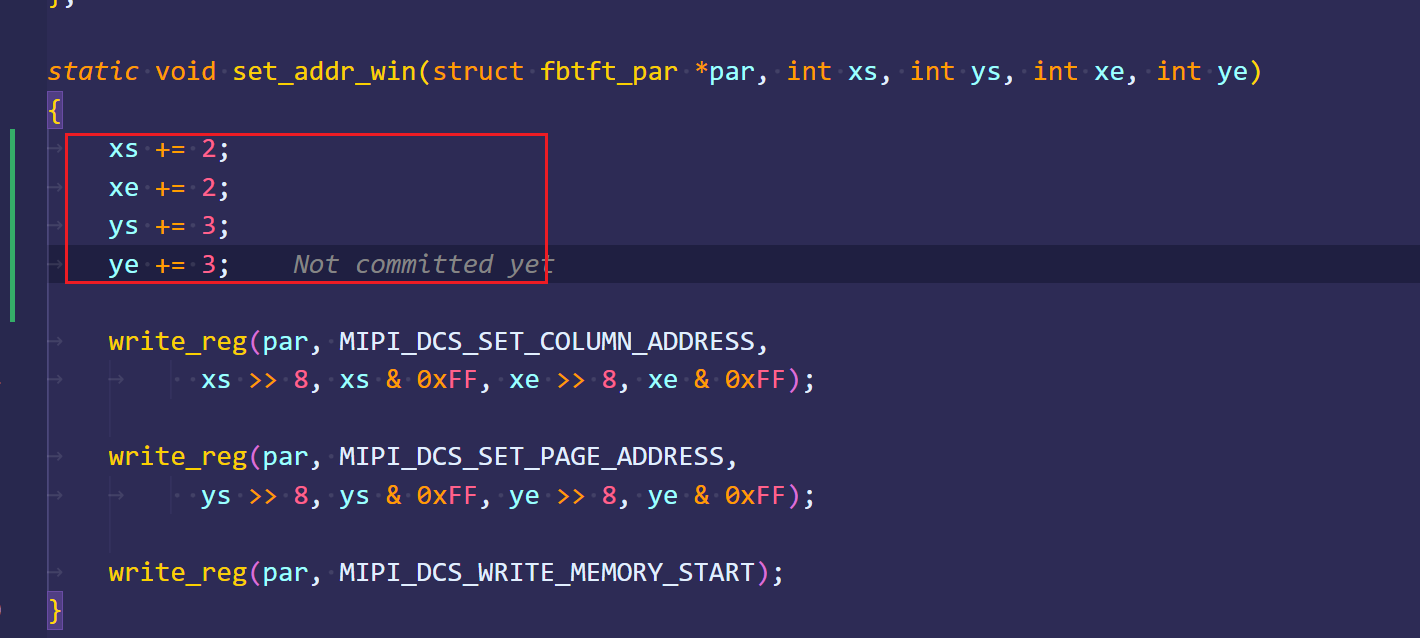 };
static void set_addr_win(struct fbtft_par *par, int xs, int ys, int xe, int ye)
{
xs += 2;
xe += 2;
ys += 3;
ye += 3; Not committed yet
write_reg(par, MIPI_DCS_SET_COLUMN_ADDRESS,
xs >> 8, xs & 0xFF, xe >> 8, xe & 0xFF);
write_reg(par, MIPI_DCS_SET_PAGE_ADDRESS,
ys >> 8, ys & 0xFF, ye >> 8, ye & 0xFF);
write_reg(par, MIPI_DCS_WRITE_MEMORY_START);
}